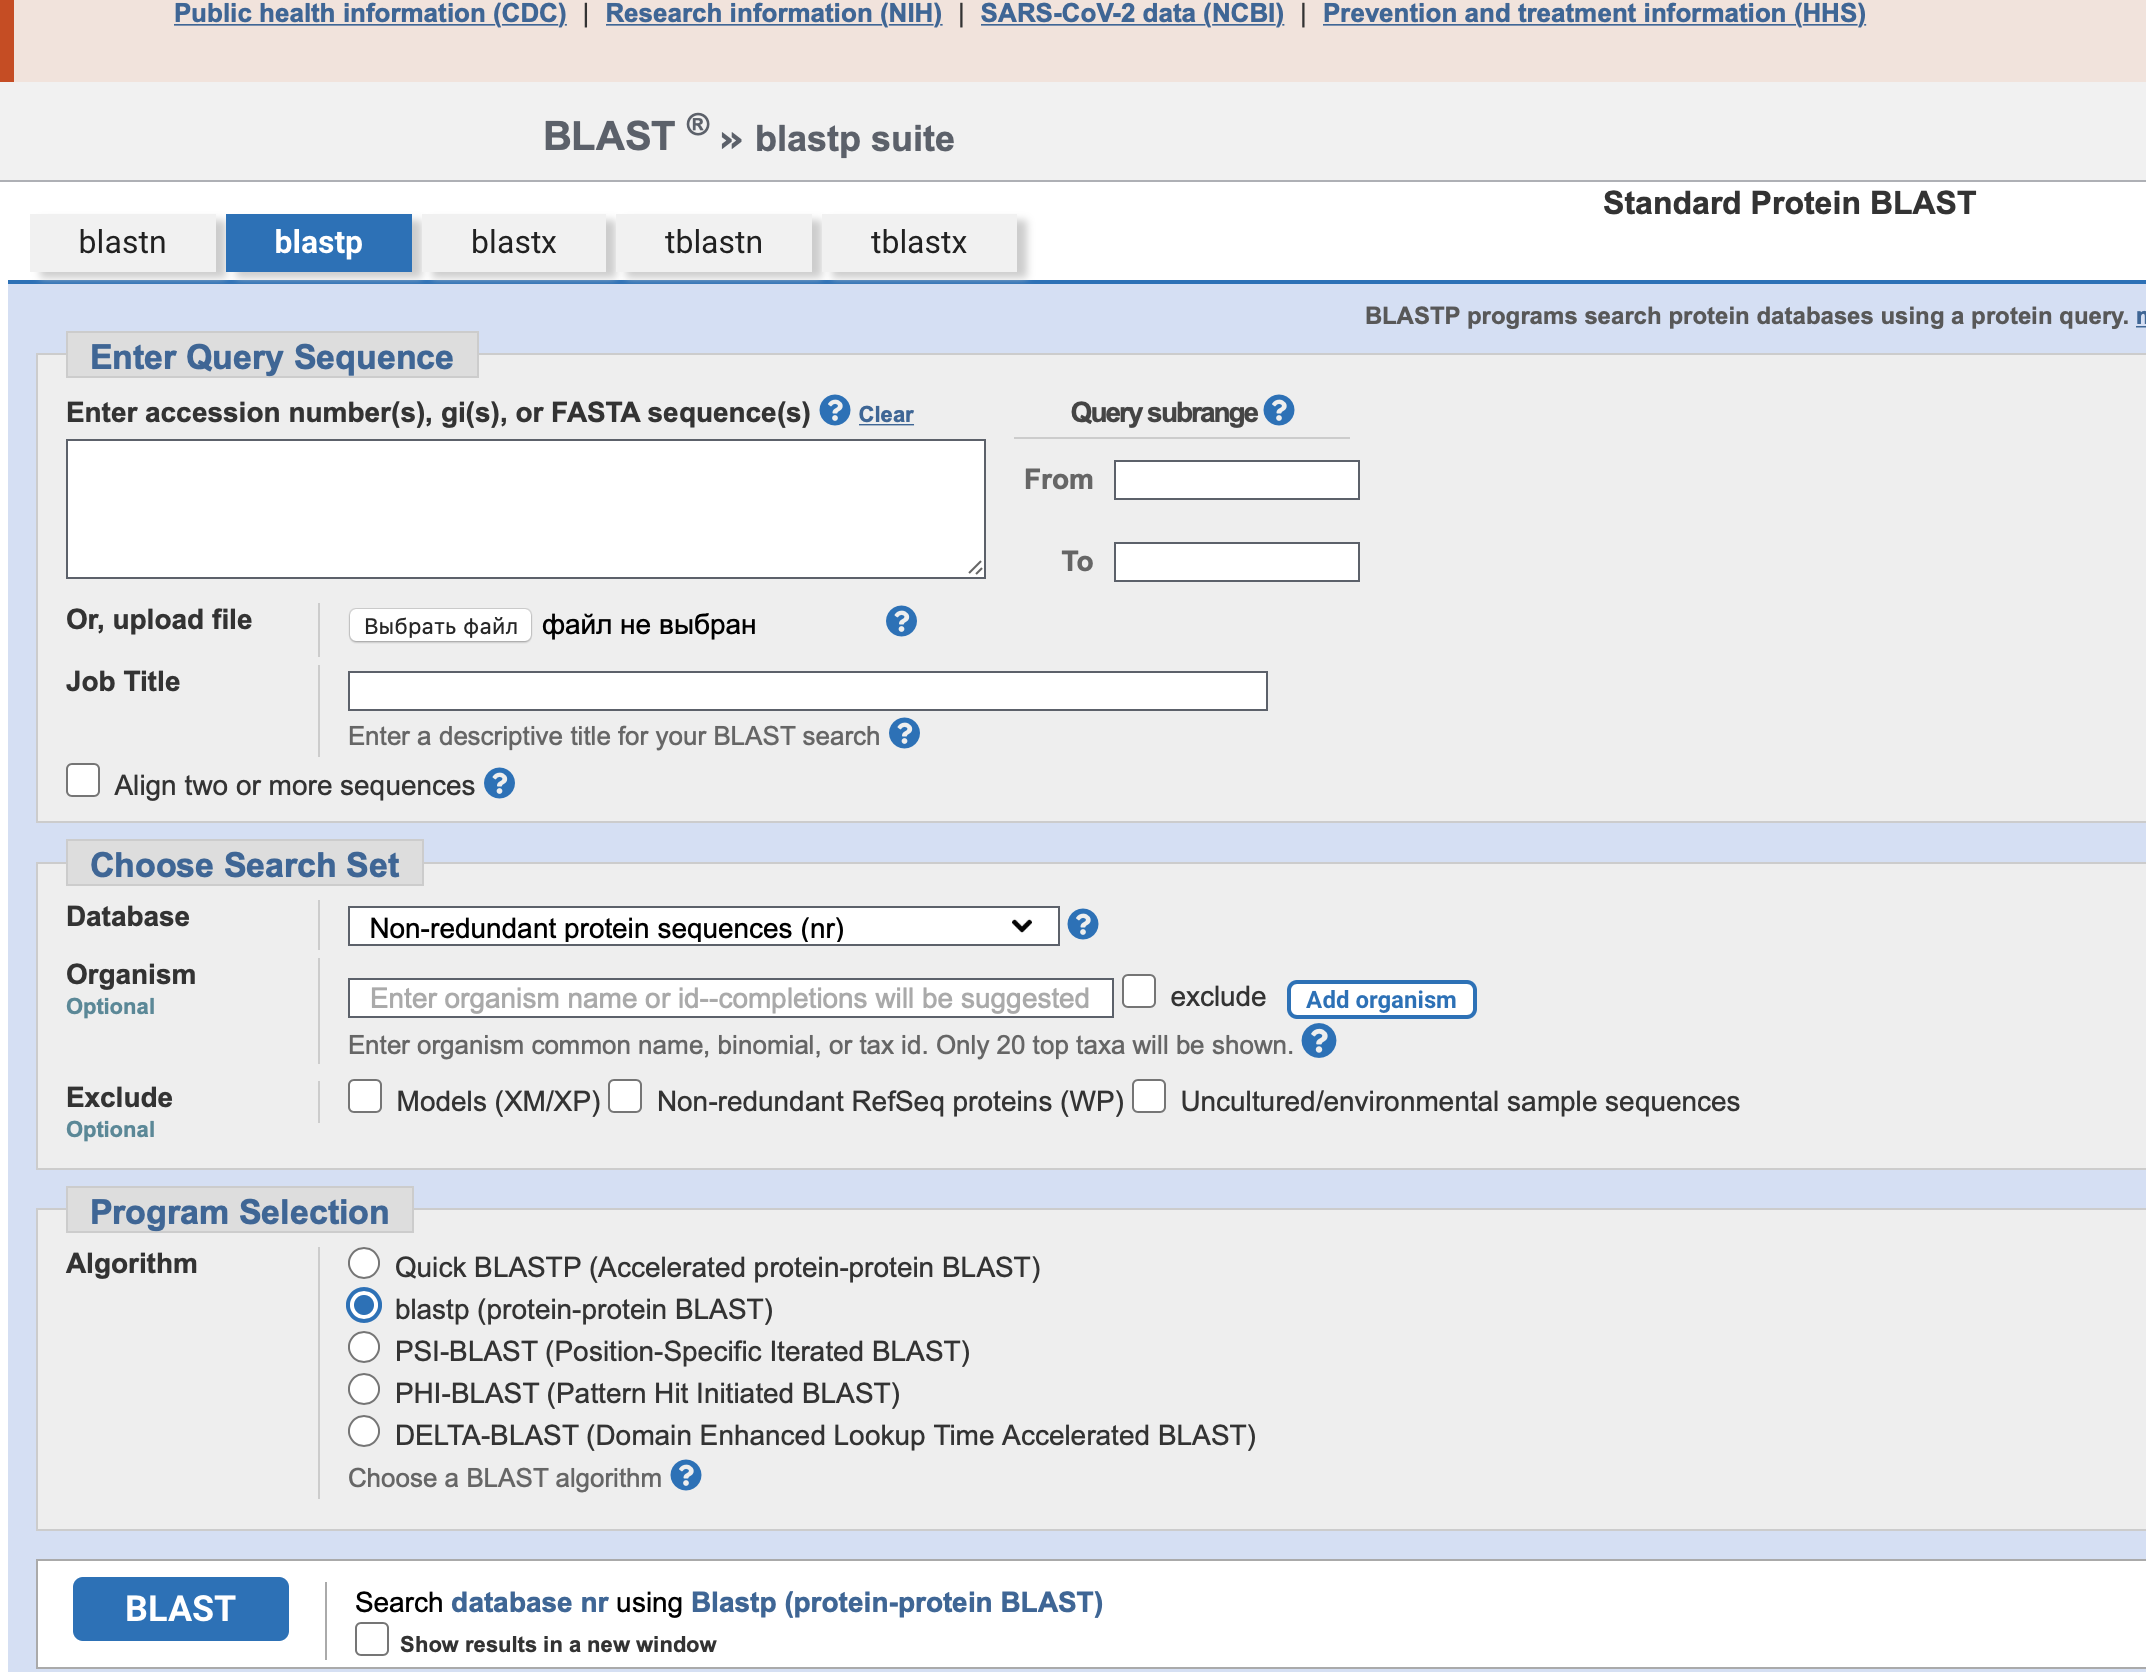 Public health information (CDC) | Research information (NIH) | SARS-CoV-2 data (NCBI) | Prevention and treatment information (HHS)
BLAST ® » blastp suite
Standard Protein BLAST
blastn blastp blastx tblastn tblastx
BLASTP programs search protein databases using a protein query.
Enter Query Sequence
Enter accession number(s), gi(s), or FASTA sequence(s) ? Clear
Query subrange ?
From
To
Or, upload file Выбрать файл файл не выбран ?
Job Title
Enter a descriptive title for your BLAST search ?
Align two or more sequences ?
Choose Search Set
Database Non-redundant protein sequences (nr) ?
Organism
Optional
Enter organism name or id--completions will be suggested exclude Add organism
Enter organism common name, binomial, or tax id. Only 20 top taxa will be shown. ?
Exclude
Optional
Models (XM/XP) Non-redundant RefSeq proteins (WP) Uncultured/environmental sample sequences
Program Selection
Algorithm
Quick BLASTP (Accelerated protein-protein BLAST)
blastp (protein-protein BLAST)
PSI-BLAST (Position-Specific Iterated BLAST)
PHI-BLAST (Pattern Hit Initiated BLAST)
DELTA-BLAST (Domain Enhanced Lookup Time Accelerated BLAST)
Choose a BLAST algorithm ?
BLAST
Search database nr using Blastp (protein-protein BLAST)
Show results in a new window